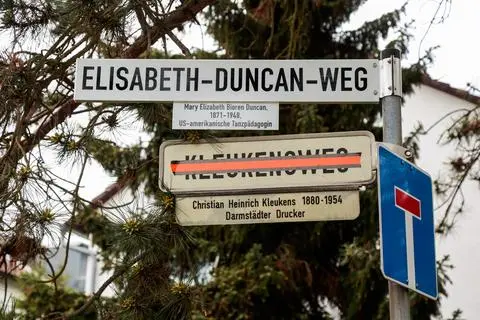 ELISABETH-DUNCAN-WEG
Mary Elizabeth Bioren Duncan,
1871-1948,
US-amerikanische Tanzpädagogin
KLEUKENSWEG
Christian Heinrich Kleukens 1880-1954
Darmstädter Drucker